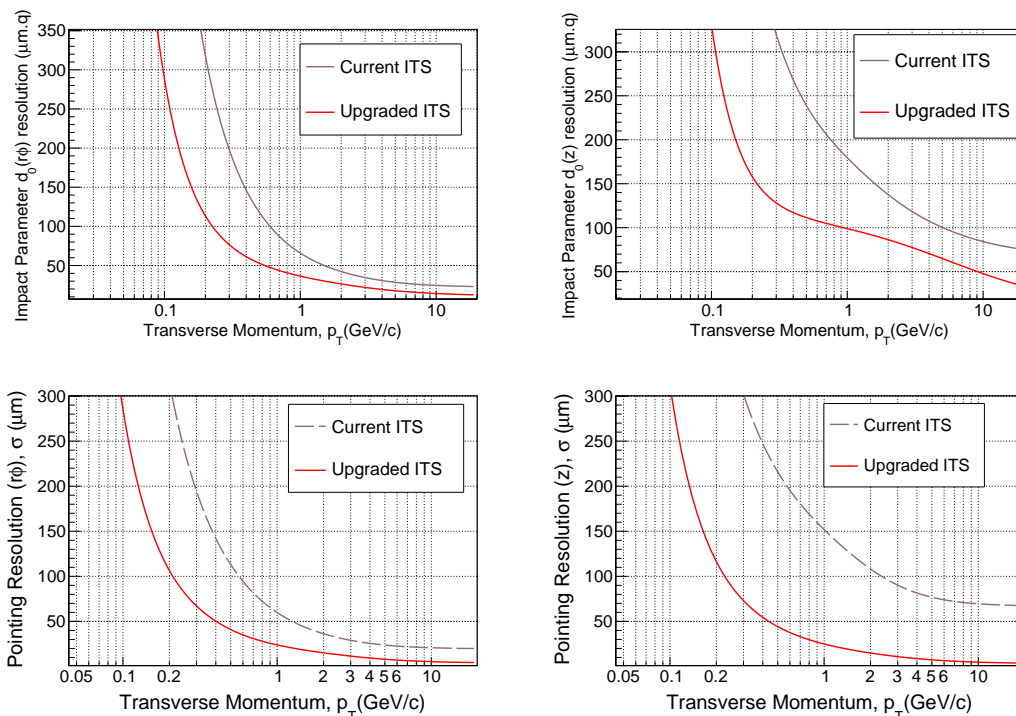 Impact Parameter d0(rϕ) resolution (μm.q)
350
300
250
200
150
100
50
Current ITS
Upgraded ITS
0.1
1
10
Transverse Momentum, pT(GeV/c)
Impact Parameter d0(z) resolution (μm.q)
300
250
200
150
100
50
Current ITS
Upgraded ITS
0.1
1
10
Transverse Momentum, pT(GeV/c)
Pointing Resolution (rϕ), σ (μm)
300
250
200
150
100
50
Current ITS
Upgraded ITS
0.05 0.1 0.2 1 2 3 4 5 6 10
Transverse Momentum, pT(GeV/c)
Pointing Resolution (z), σ (μm)
300
250
200
150
100
50
Current ITS
Upgraded ITS
0.05 0.1 0.2 1 2 3 4 5 6 10
Transverse Momentum, pT(GeV/c)